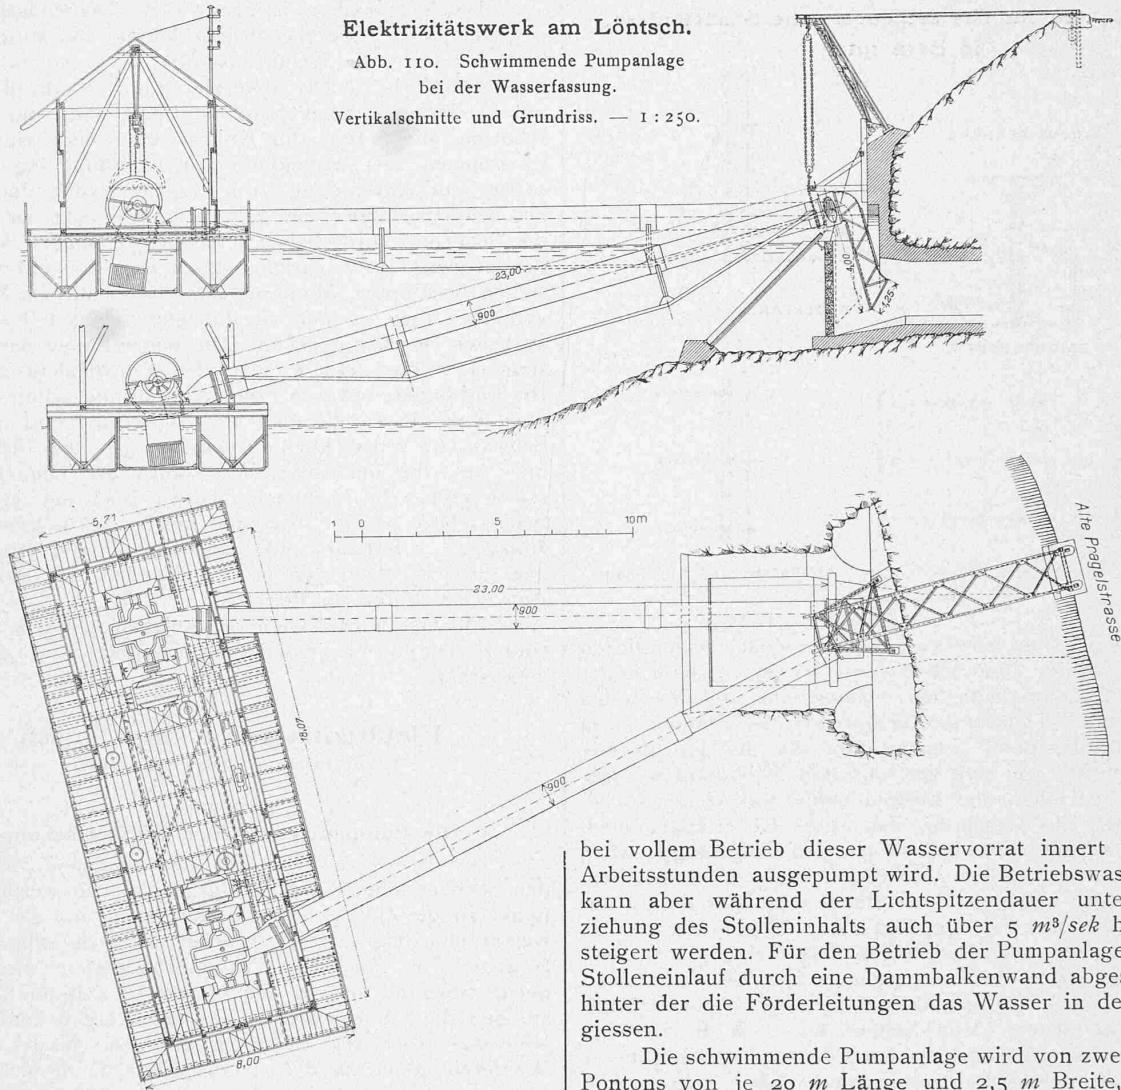 Elektrizitätswerk am Löntsch.
Abb. 110. Schwimmende Pumpanlage
bei der Wasserfassung.
Vertikalschnitte und Grundriss. — 1 : 250.
23,00
900
4,00
1,25
5,71
1 0 5 10m
23,00
900
Alte Pragelstrasse
18,07
900
8,00
bei vollem Betrieb dieser Wasservorrat innert
Arbeitsstunden ausgepumpt wird. Die Betriebswas
kann aber während der Lichtspitzendauer unte
ziehung des Stolleninhalts auch über 5 m³/sek h
steigert werden. Für den Betrieb der Pumpanlage
Stolleneinlauf durch eine Dammbalkenwand abges
hinter der die Förderleitungen das Wasser in de
giessen.
Die schwimmende Pumpanlage wird von zwe
Pontons von je 20 m Länge und 2,5 m Breite,